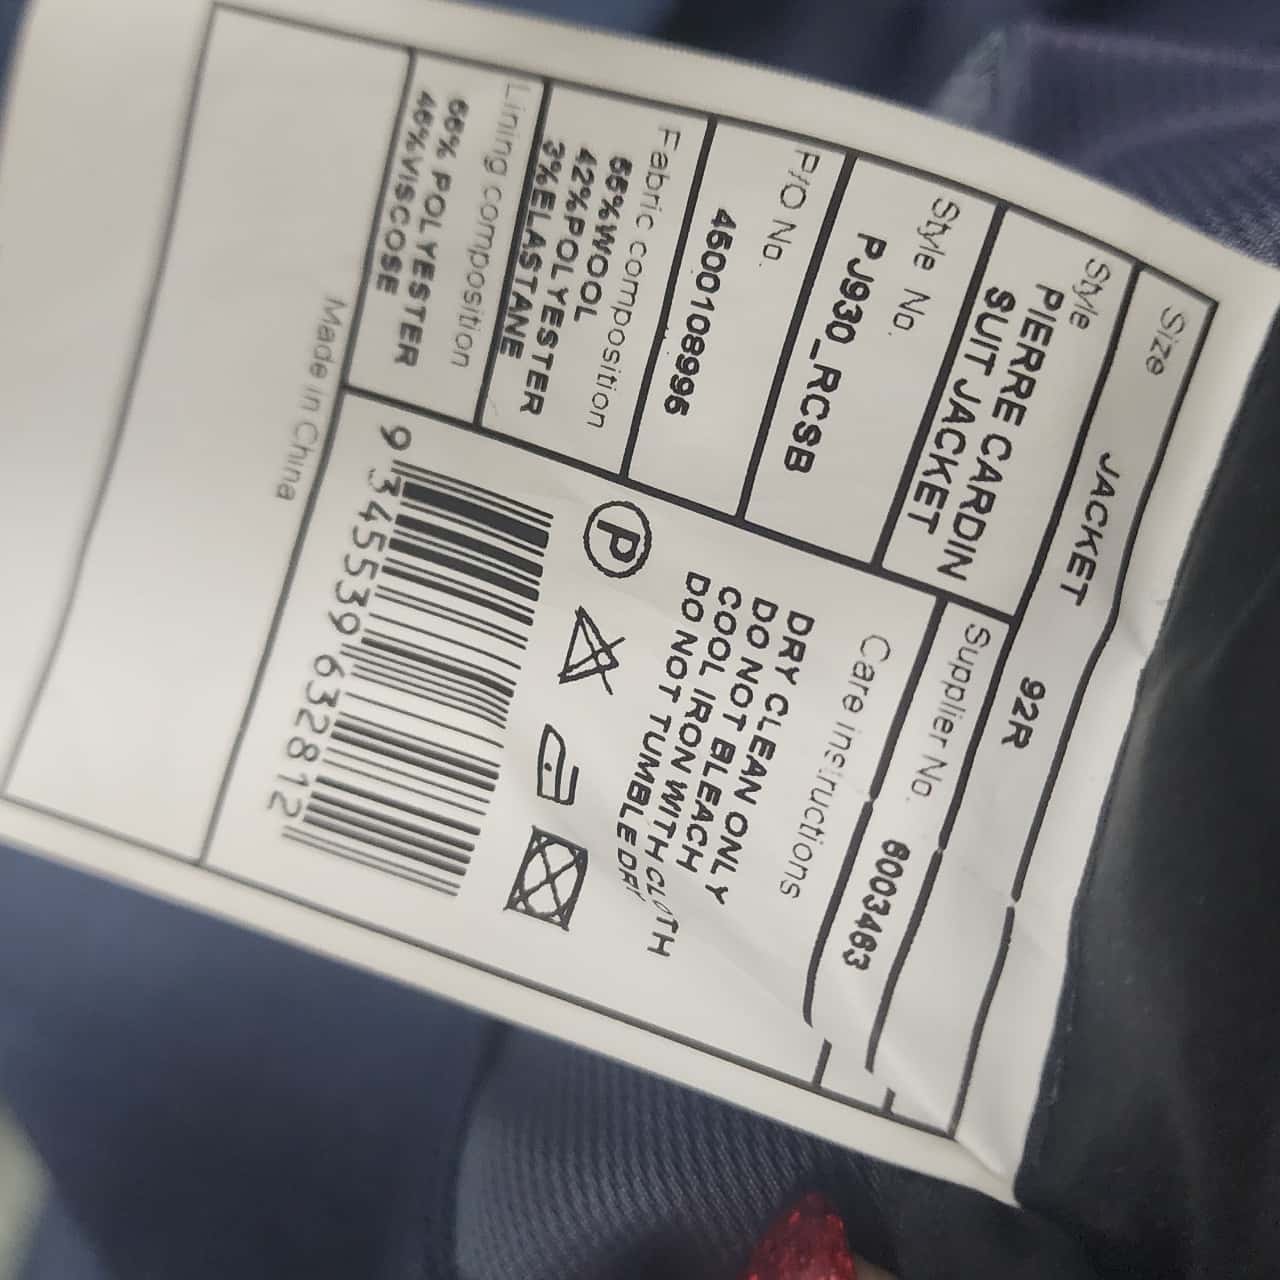 Size JACKET 92R
Style
PIERRE CARDIN
SUIT JACKET
Supplier No. 6003463
Style No.
PJ930_RCSB
P/O No.
4500108996
Fabric composition
55%WOOL
42%POLYESTER
3%ELASTANE
Lining composition
55% POLYESTER
45%VISCOSE
Care instructions
DRY CLEAN ONLY
DO NOT BLEACH
COOL IRON WITH CLOTH
DO NOT TUMBLE DRY
P
9 345539 632812
Made in China